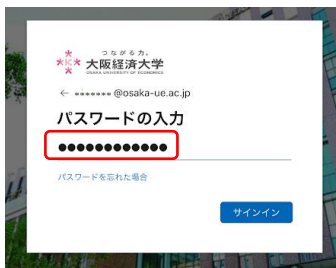 つながる力。
大阪経済大学
OSAKA UNIVERSITY OF ECONOMICS
← ******* @osaka-ue.ac.jp
パスワードの入力
●●●●●●●●●●●●
パスワードを忘れた場合
サインイン